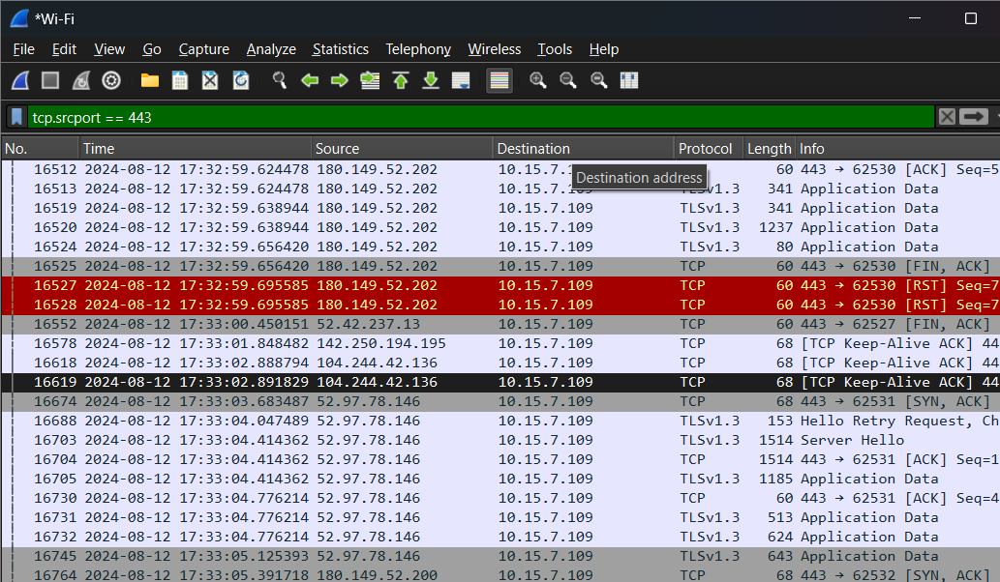 *Wi-Fi
File Edit View Go Capture Analyze Statistics Telephony Wireless Tools Help
tcp.srcport == 443
No. Time Source Destination Protocol Length Info
16512 2024-08-12 17:32:59.624478 180.149.52.202 10.15.7.1 60 443 → 62530 [ACK] Seq=5
Destination address
16513 2024-08-12 17:32:59.624478 180.149.52.202 10.15.7.109 TLSv1.3 341 Application Data
16519 2024-08-12 17:32:59.638944 180.149.52.202 10.15.7.109 TLSv1.3 341 Application Data
16520 2024-08-12 17:32:59.638944 180.149.52.202 10.15.7.109 TLSv1.3 1237 Application Data
16524 2024-08-12 17:32:59.656420 180.149.52.202 10.15.7.109 TLSv1.3 80 Application Data
16525 2024-08-12 17:32:59.656420 180.149.52.202 10.15.7.109 TCP 60 443 → 62530 [FIN, ACK]
16527 2024-08-12 17:32:59.695585 180.149.52.202 10.15.7.109 TCP 60 443 → 62530 [RST] Seq=7
16528 2024-08-12 17:32:59.695585 180.149.52.202 10.15.7.109 TCP 60 443 → 62530 [RST] Seq=7
16552 2024-08-12 17:33:00.450151 52.42.237.13 10.15.7.109 TCP 60 443 → 62527 [FIN, ACK]
16578 2024-08-12 17:33:01.848482 142.250.194.195 10.15.7.109 TCP 68 [TCP Keep-Alive ACK] 44
16618 2024-08-12 17:33:02.888794 104.244.42.136 10.15.7.109 TCP 68 [TCP Keep-Alive ACK] 44
16619 2024-08-12 17:33:02.891829 104.244.42.136 10.15.7.109 TCP 68 [TCP Keep-Alive ACK] 44
16674 2024-08-12 17:33:03.683487 52.97.78.146 10.15.7.109 TCP 68 443 → 62531 [SYN, ACK]
16688 2024-08-12 17:33:04.047489 52.97.78.146 10.15.7.109 TLSv1.3 153 Hello Retry Request, Ch
16703 2024-08-12 17:33:04.414362 52.97.78.146 10.15.7.109 TLSv1.3 1514 Server Hello
16704 2024-08-12 17:33:04.414362 52.97.78.146 10.15.7.109 TCP 1514 443 → 62531 [ACK] Seq=1
16705 2024-08-12 17:33:04.414362 52.97.78.146 10.15.7.109 TLSv1.3 1185 Application Data
16730 2024-08-12 17:33:04.776214 52.97.78.146 10.15.7.109 TCP 60 443 → 62531 [ACK] Seq=4
16731 2024-08-12 17:33:04.776214 52.97.78.146 10.15.7.109 TLSv1.3 513 Application Data
16732 2024-08-12 17:33:04.776214 52.97.78.146 10.15.7.109 TLSv1.3 624 Application Data
16745 2024-08-12 17:33:05.125393 52.97.78.146 10.15.7.109 TLSv1.3 643 Application Data
16764 2024-08-12 17:33:05.391718 180.149.52.200 10.15.7.109 TCP 68 443 → 62532 [SYN, ACK]